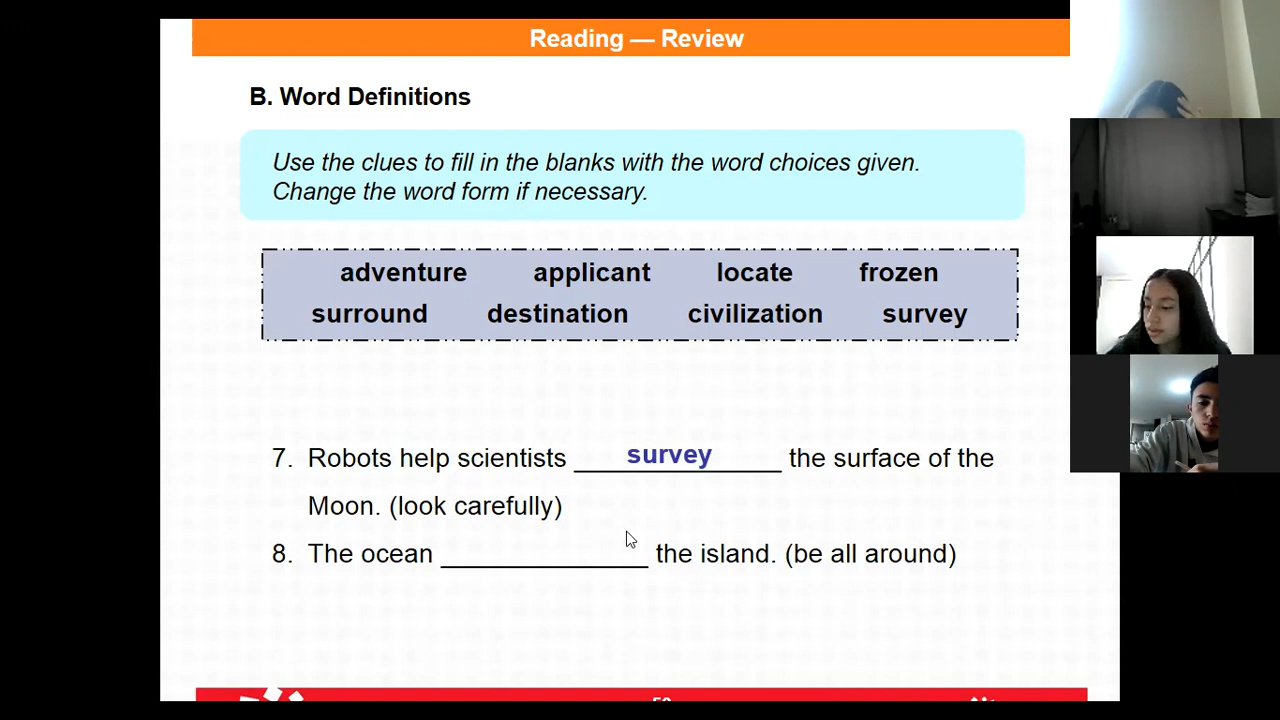 Reading — Review
B. Word Definitions
Use the clues to fill in the blanks with the word choices given.
Change the word form if necessary.
adventure applicant locate frozen
surround destination civilization survey
7. Robots help scientists survey the surface of the
Moon. (look carefully)
8. The ocean ______________ the island. (be all around)